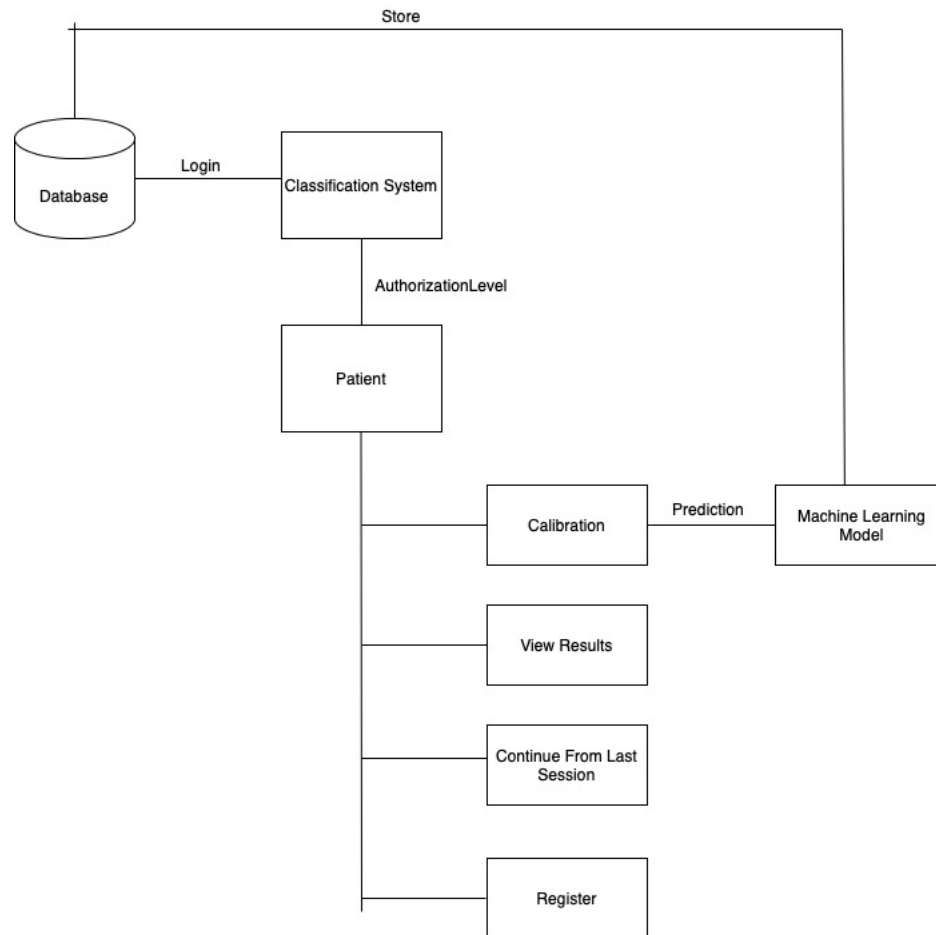 Store
Login
Database
Classification System
AuthorizationLevel
Patient
Calibration
Prediction
Machine Learning
Model
View Results
Continue From Last
Session
Register